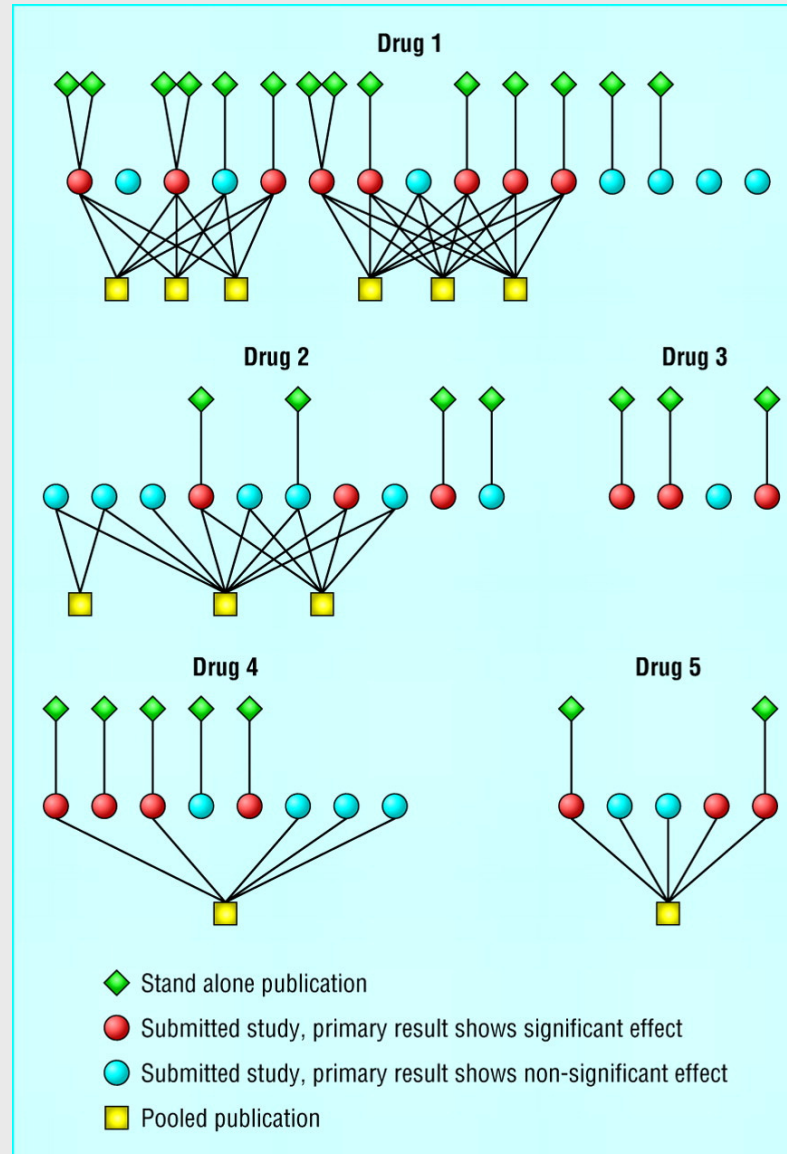 Drug 1
Drug 2
Drug 3
Drug 4
Drug 5
Stand alone publication
Submitted study, primary result shows significant effect
Submitted study, primary result shows non-significant effect
Pooled publication